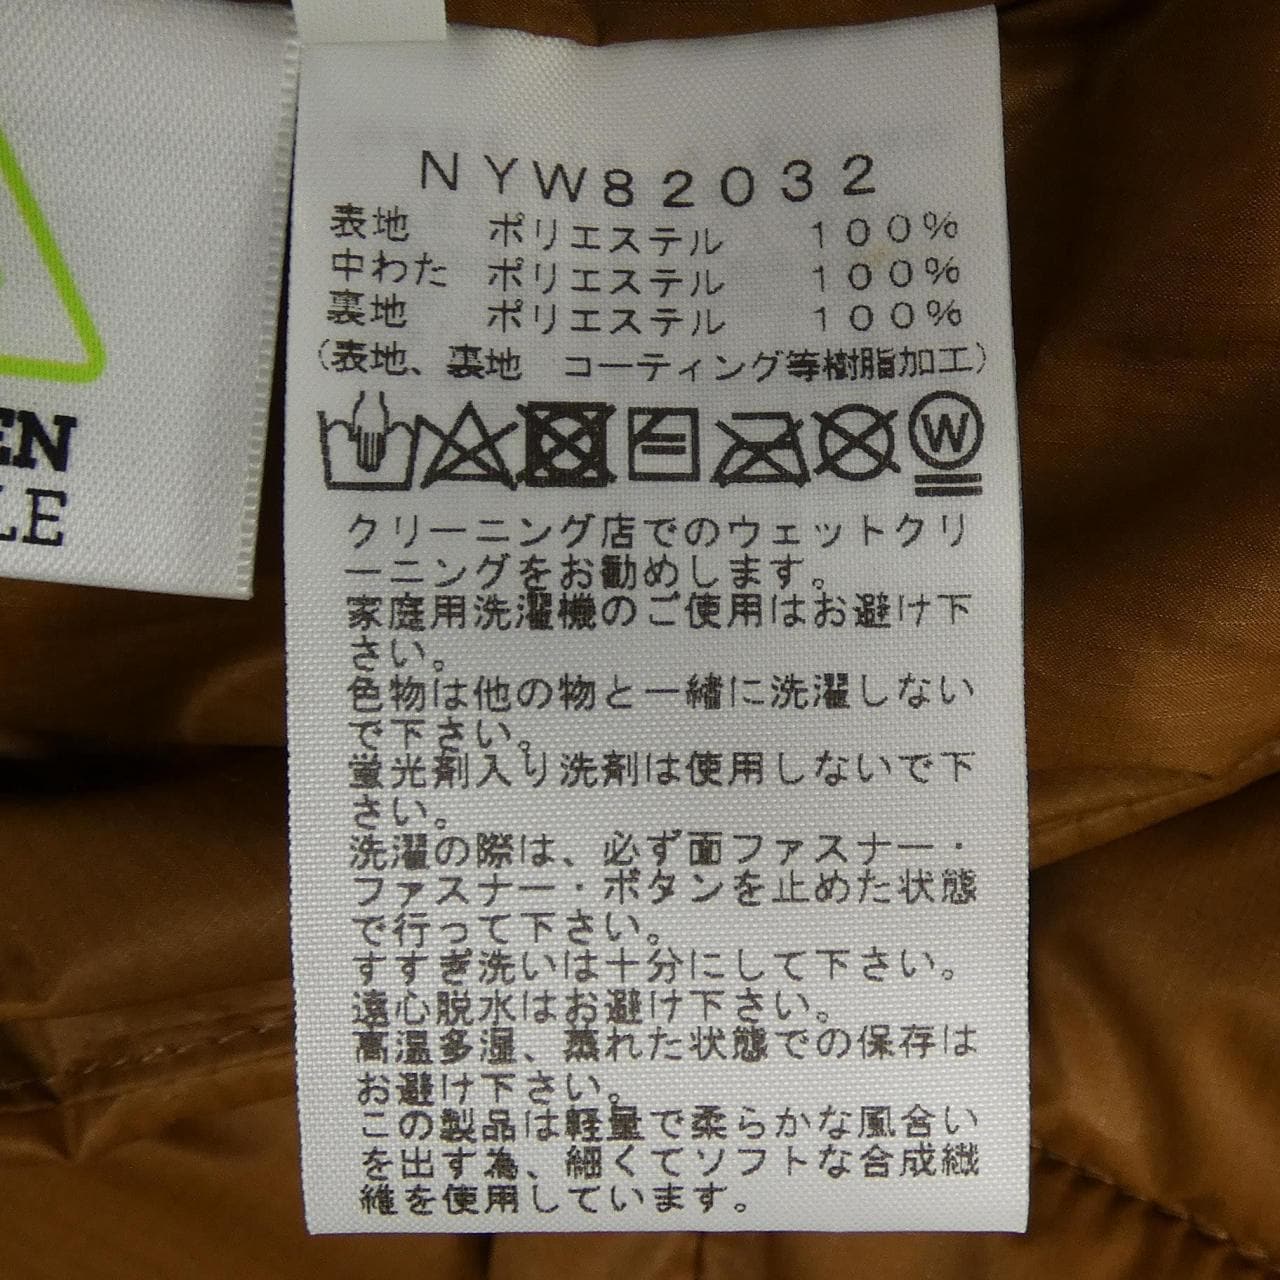 NYW82032
表地 ポリエステル 100%
中わた ポリエステル 100%
裏地 ポリエステル 100%
(表地、裏地 コーティング等樹脂加工)
W
クリーニング店でのウェットクリ
ーニングをお勧めします。
家庭用洗濯機のご使用はお避け下
さい。
色物は他の物と一緒に洗濯しない
で下さい。
蛍光剤入り洗剤は使用しないで下
さい。
洗濯の際は、必ず面ファスナー・
ファスナー・ボタンを止めた状態
で行って下さい。
すすぎ洗いは十分にして下さい。
遠心脱水はお避け下さい。
高温多湿、蒸れた状態での保存は
お避け下さい。
この製品は軽量で柔らかな風合い
を出す為、細くてソフトな合成繊
維を使用しています。
EN
LE